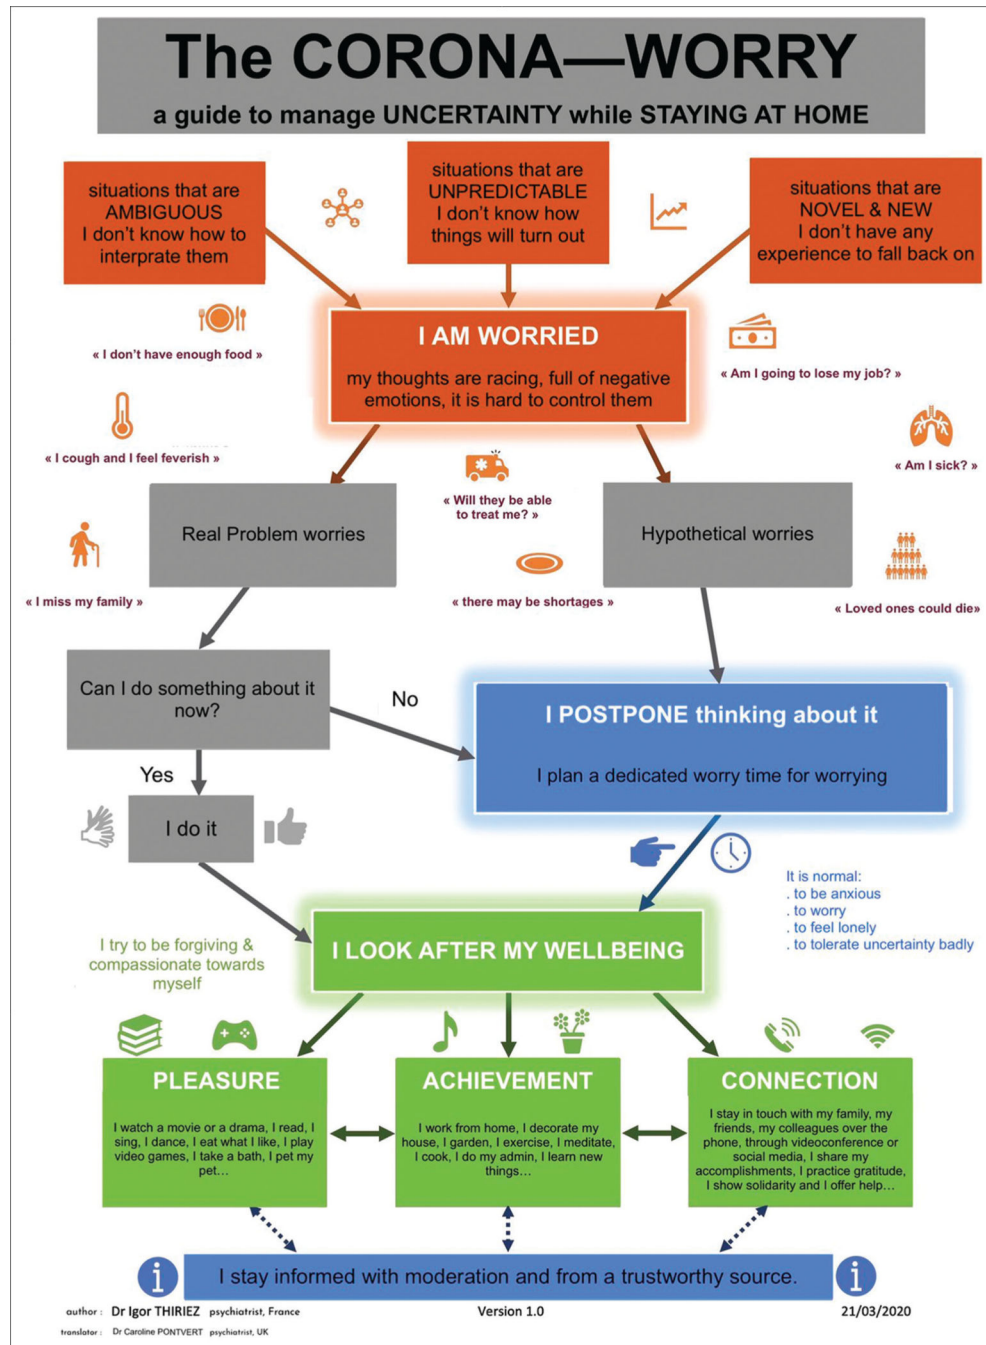 The CORONA—WORRY
a guide to manage UNCERTAINTY while STAYING AT HOME
situations that are
AMBIGUOUS
I don't know how to
interprate them
situations that are
UNPREDICTABLE
I don't know how
things will turn out
situations that are
NOVEL & NEW
I don't have any
experience to fall back on
I AM WORRIED
my thoughts are racing, full of negative
emotions, it is hard to control them
« I don't have enough food »
« Am I going to lose my job? »
« I cough and I feel feverish »
« Am I sick? »
« Will they be able
to treat me? »
Real Problem worries
Hypothetical worries
« I miss my family »
« there may be shortages »
« Loved ones could die»
Can I do something about it
now?
No
Yes
I do it
I POSTPONE thinking about it
I plan a dedicated worry time for worrying
It is normal:
. to be anxious
. to worry
. to feel lonely
. to tolerate uncertainty badly
I try to be forgiving &
compassionate towards
myself
I LOOK AFTER MY WELLBEING
PLEASURE
I watch a movie or a drama, I read, I
sing, I dance, I eat what I like, I play
video games, I take a bath, I pet my
pet…
ACHIEVEMENT
I work from home, I decorate my
house, I garden, I exercise, I meditate,
I cook, I do my admin, I learn new
things…
CONNECTION
I stay in touch with my family, my
friends, my colleagues over the
phone, through videoconference or
social media, I share my
accomplishments, I practice gratitude,
I show solidarity and I offer help…
I stay informed with moderation and from a trustworthy source.
author : Dr Igor THIRIEZ psychiatrist, France
Version 1.0
21/03/2020
translator : Dr Caroline PONTVERT psychiatrist, UK